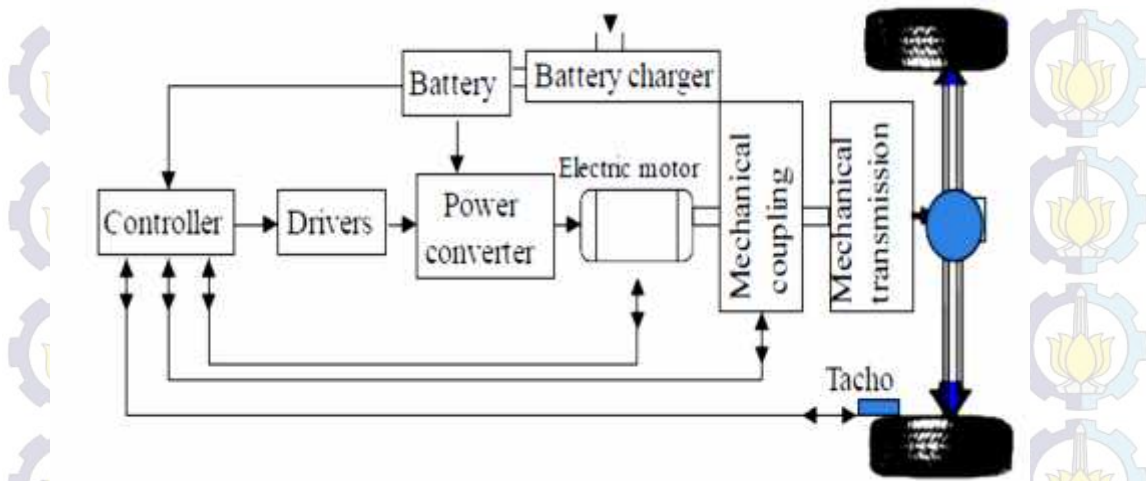 Battery
Battery charger
Electric motor
Controller
Drivers
Power
converter
Mechanical
coupling
Mechanical
transmission
Tacho